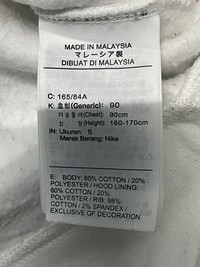 MADE IN MALAYSIA
マレーシア製
DIBUAT DI MALAYSIA
C: 165/84A
K: 호칭(Generic): 90
가슴둘레(Chest): 90cm
신장(Height): 160-170cm
IN: Ukuran: S
Merek Barang: Nike
E: BODY: 80% COTTON / 20%
POLYESTER / HOOD LINING:
80% COTTON / 20%
POLYESTER / RIB: 98%
COTTON / 2% SPANDEX /
EXCLUSIVE OF DECORATION